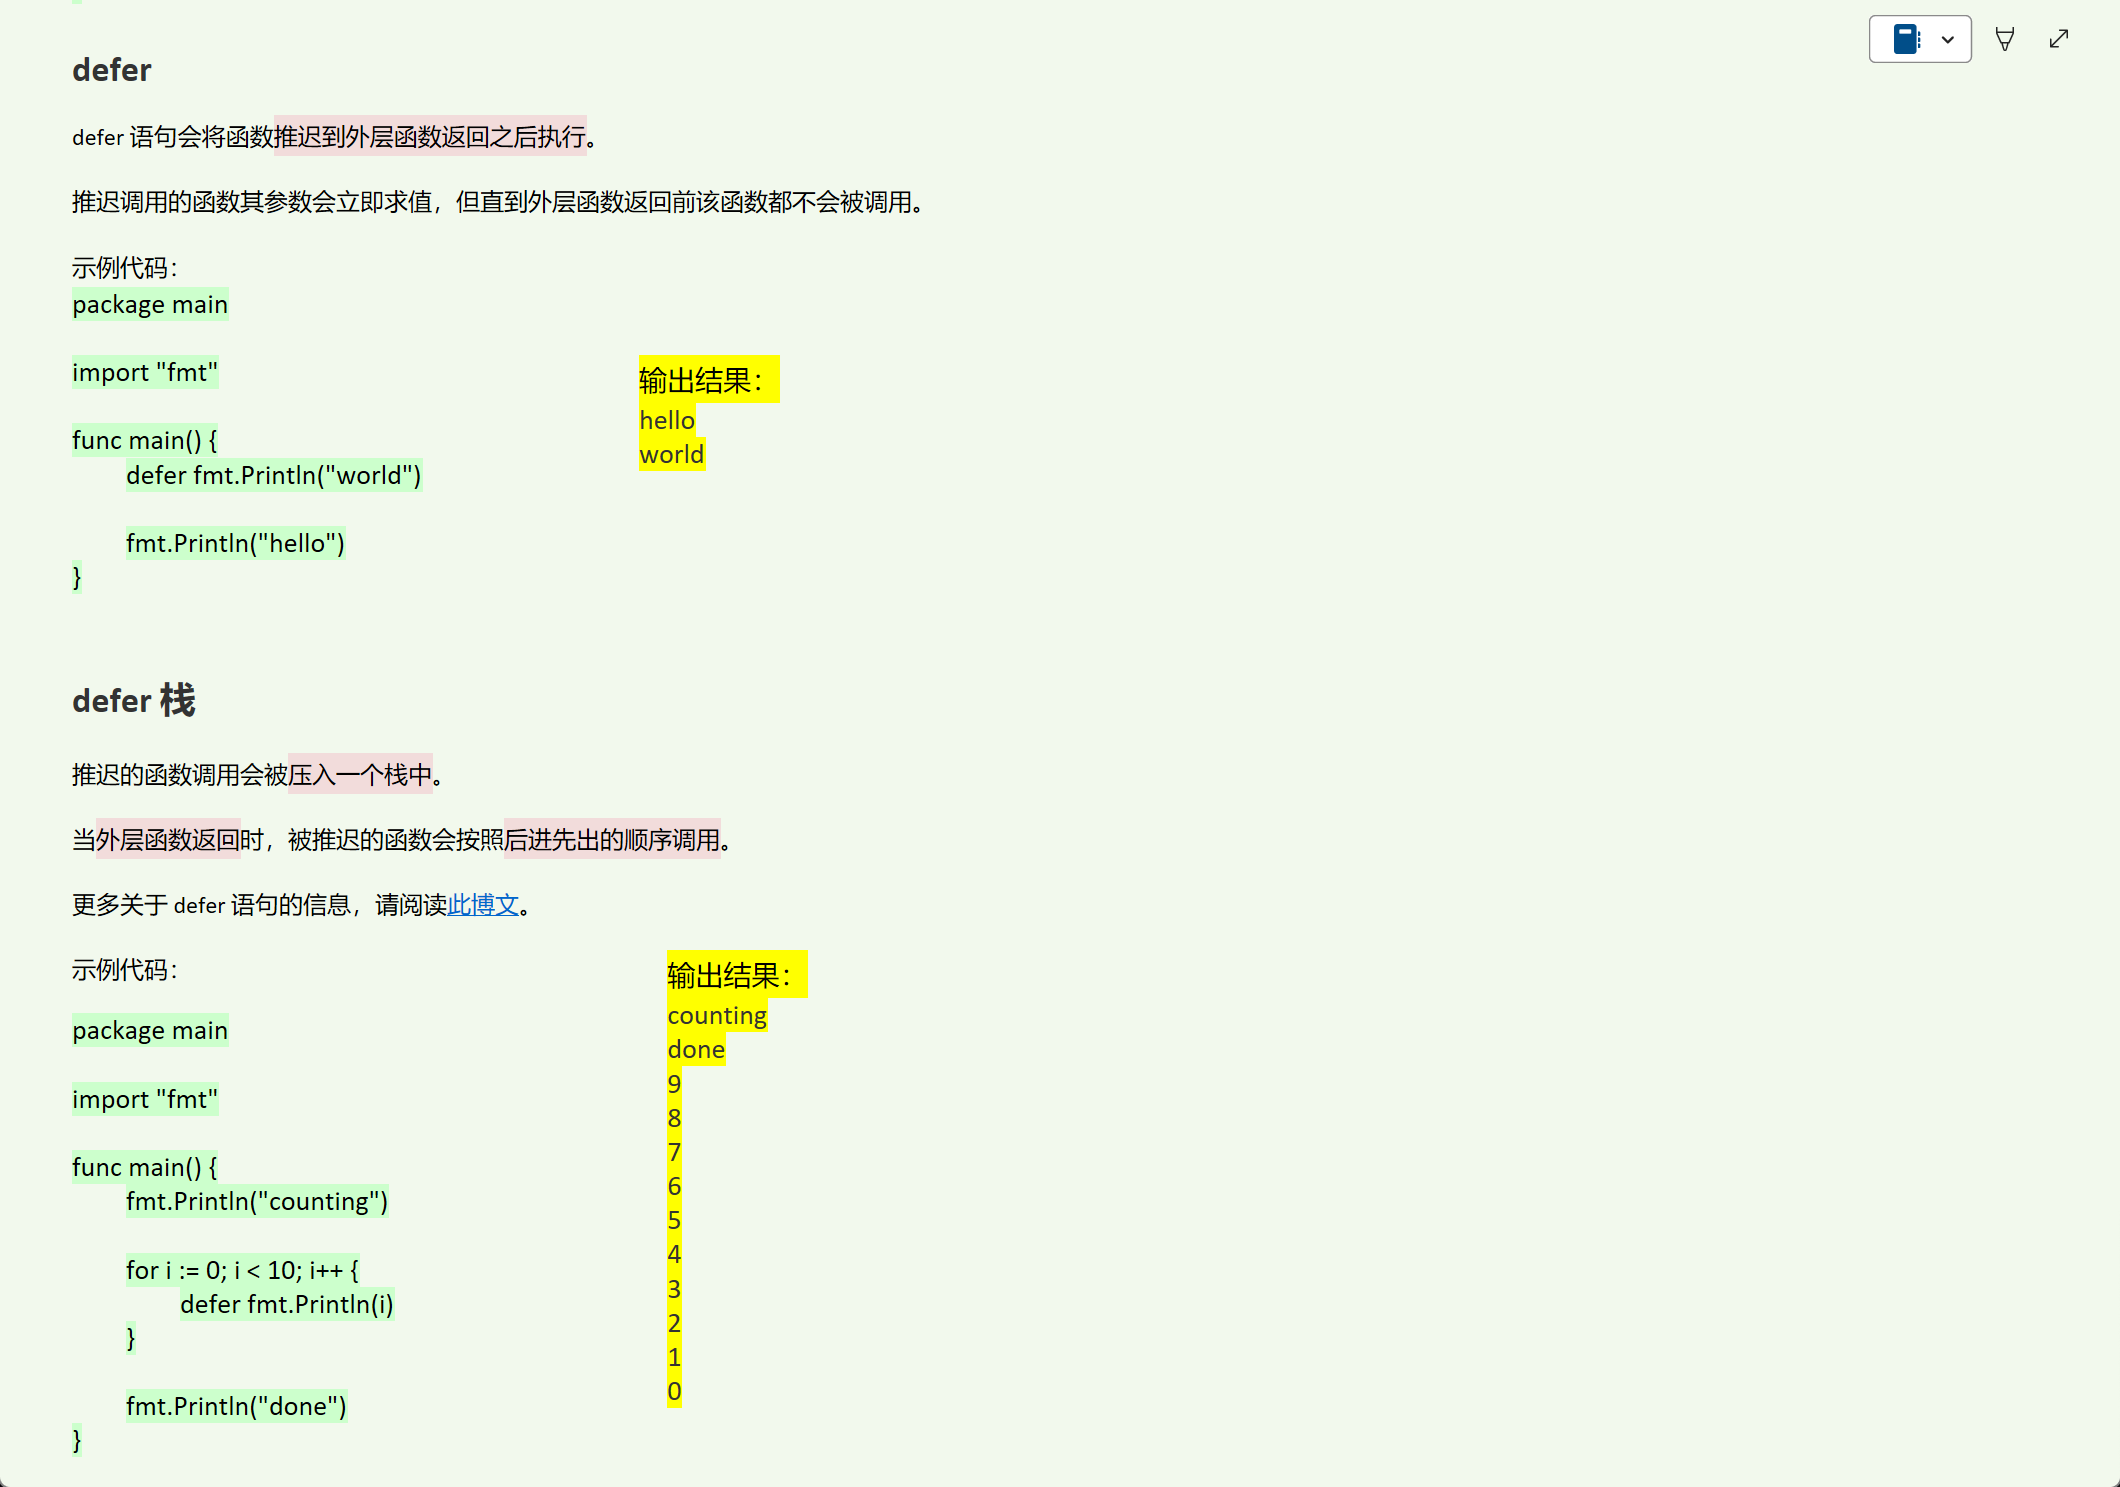 defer
defer 语句会将函数推迟到外层函数返回之后执行。
推迟调用的函数其参数会立即求值，但直到外层函数返回前该函数都不会被调用。
示例代码：
package main
import "fmt"
func main() {
defer fmt.Println("world")
fmt.Println("hello")
}
输出结果：
hello
world
defer 栈
推迟的函数调用会被压入一个栈中。
当外层函数返回时，被推迟的函数会按照后进先出的顺序调用。
更多关于 defer 语句的信息，请阅读此博文。
示例代码：
package main
import "fmt"
func main() {
fmt.Println("counting")
for i := 0; i < 10; i++ {
defer fmt.Println(i)
}
fmt.Println("done")
}
输出结果：
counting
done
9
8
7
6
5
4
3
2
1
0